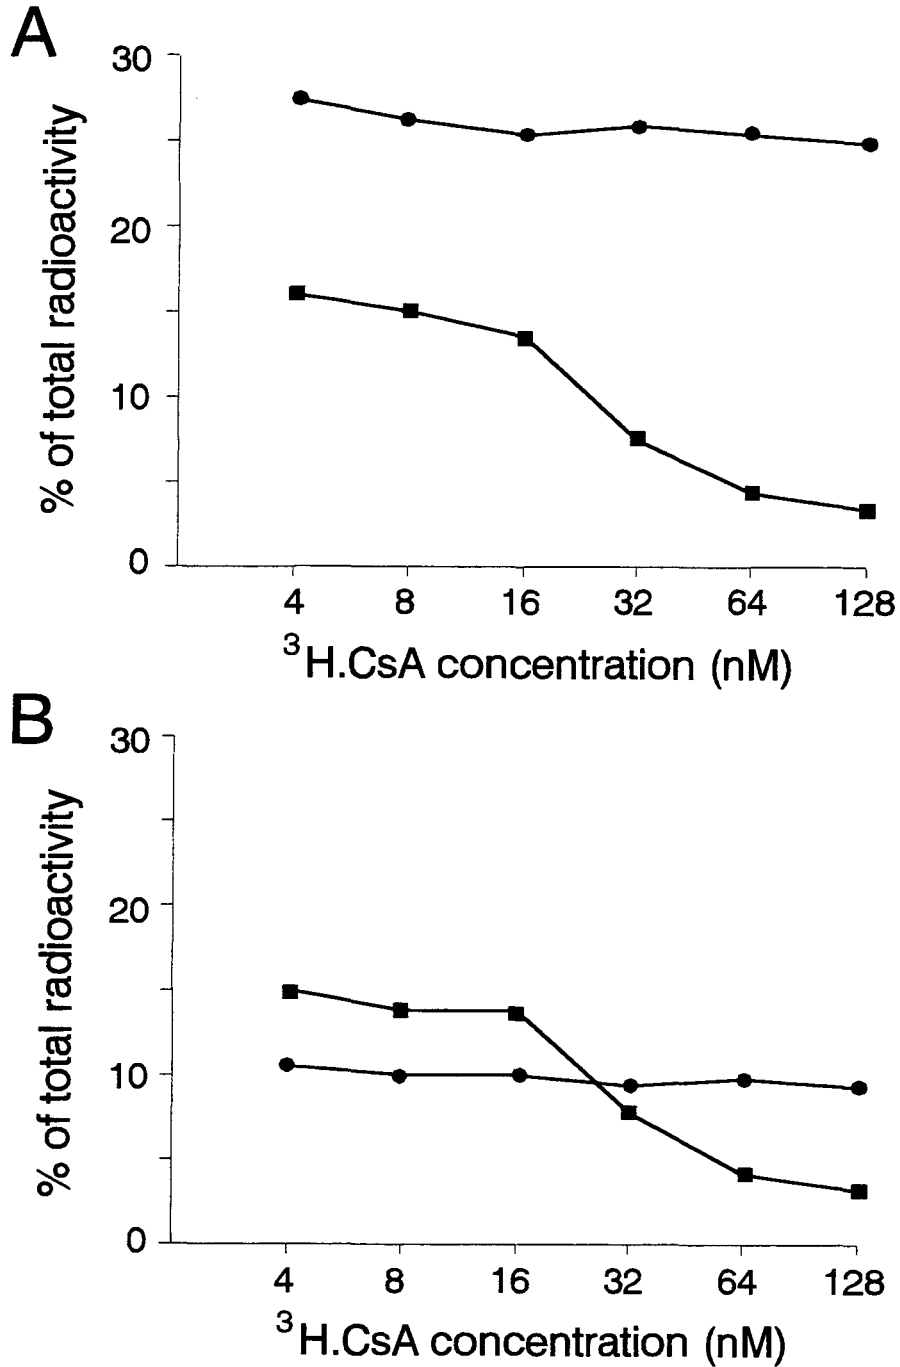 A
30
20
10
0
% of total radioactivity
4 8 16 32 64 128
³H.CsA concentration (nM)
B
30
20
10
0
% of total radioactivity
4 8 16 32 64 128
³H.CsA concentration (nM)